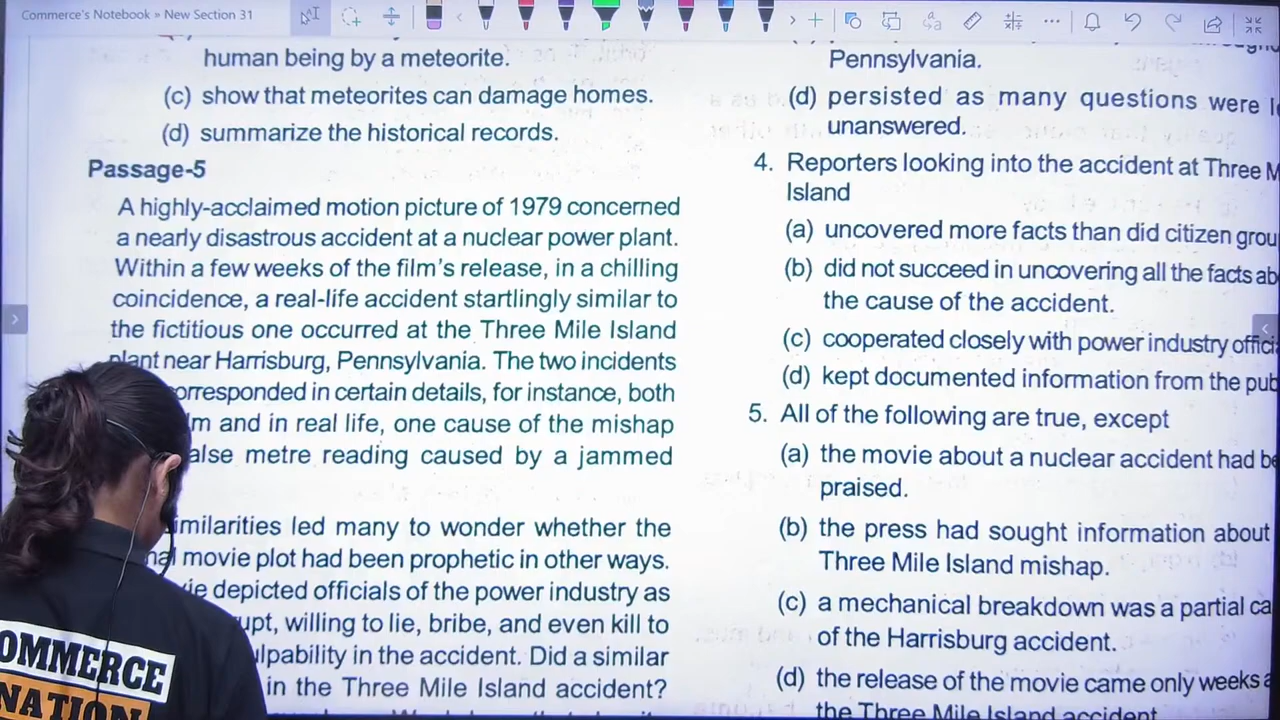 Commerce's Notebook » New Section 31
human being by a meteorite.
(c) show that meteorites can damage homes.
(d) summarize the historical records.
Passage-5
A highly-acclaimed motion picture of 1979 concerned
a nearly disastrous accident at a nuclear power plant.
Within a few weeks of the film's release, in a chilling
coincidence, a real-life accident startlingly similar to
the fictitious one occurred at the Three Mile Island
plant near Harrisburg, Pennsylvania. The two incidents
corresponded in certain details, for instance, both
and in real life, one cause of the mishap
metre reading caused by a jammed
led many to wonder whether the
movie plot had been prophetic in other ways.
depicted officials of the power industry as
willing to lie, bribe, and even kill to
in the accident. Did a similar
in the Three Mile Island accident?
Pennsylvania.
(d) persisted as many questions were
unanswered.
4. Reporters looking into the accident at Three
Island
(a) uncovered more facts than did citizen
(b) did not succeed in uncovering all the facts
the cause of the accident.
(c) cooperated closely with power industry
(d) kept documented information from the
5. All of the following are true, except
(a) the movie about a nuclear accident had
praised.
(b) the press had sought information about
Three Mile Island mishap.
(c) a mechanical breakdown was a partial
of the Harrisburg accident.
(d) the release of the movie came only weeks
the Three Mile Island accident
COMMERCE
NATION